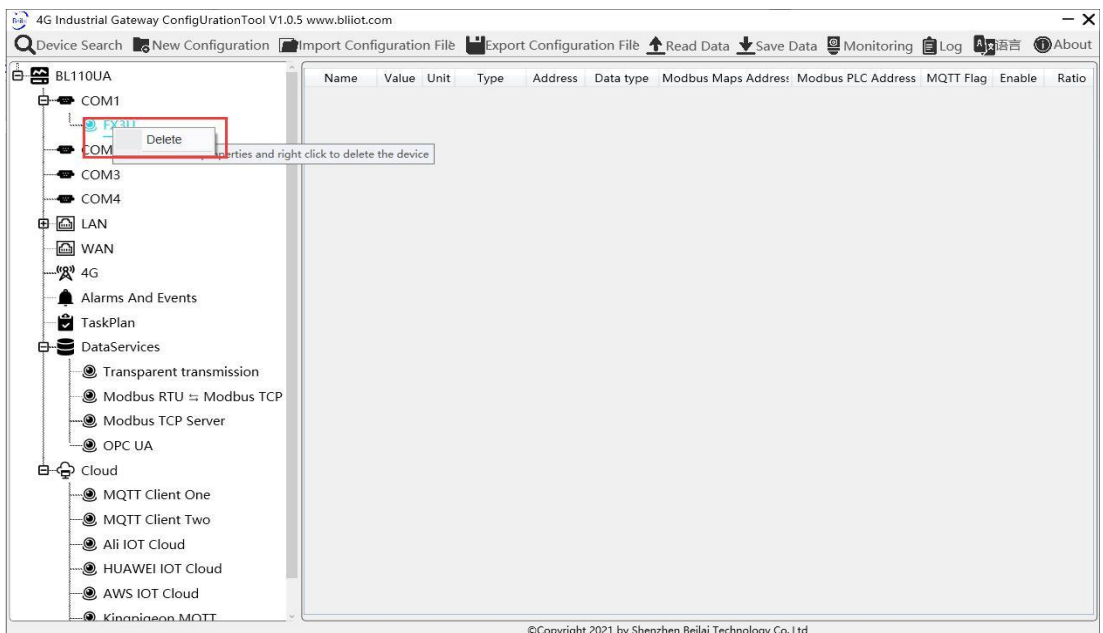 4G Industrial Gateway ConfigUrationTool V1.0.5 www.bliiot.com
Device Search New Configuration Import Configuration File Export Configuration File Read Data Save Data Monitoring Log 语言 About
BL110UA
Name Value Unit Type Address Data type Modbus Maps Address Modbus PLC Address MQTT Flag Enable Ratio
COM1
FX3U
Delete
COM
perties and right click to delete the device
COM3
COM4
LAN
WAN
4G
Alarms And Events
TaskPlan
DataServices
Transparent transmission
Modbus RTU ⇆ Modbus TCP
Modbus TCP Server
OPC UA
Cloud
MQTT Client One
MQTT Client Two
Ali IOT Cloud
HUAWEI IOT Cloud
AWS IOT Cloud
Kingpigeon MQTT
©Copyright 2021 by Shenzhen Beilai Technology Co, Ltd